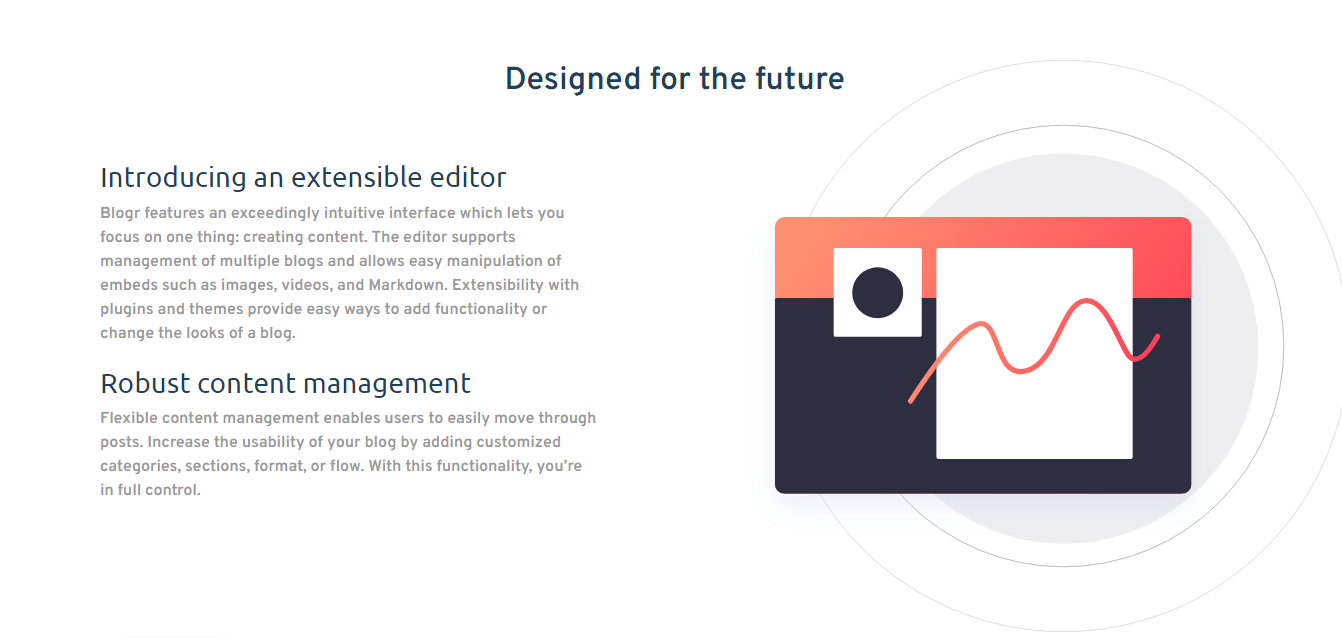 Designed for the future
Introducing an extensible editor
Blogr features an exceedingly intuitive interface which lets you
focus on one thing: creating content. The editor supports
management of multiple blogs and allows easy manipulation of
embeds such as images, videos, and Markdown. Extensibility with
plugins and themes provide easy ways to add functionality or
change the looks of a blog.
Robust content management
Flexible content management enables users to easily move through
posts. Increase the usability of your blog by adding customized
categories, sections, format, or flow. With this functionality, you’re
in full control.